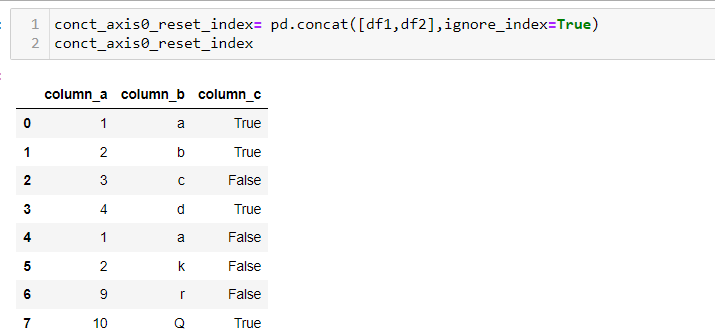 1 conct_axis0_reset_index= pd.concat([df1,df2],ignore_index=True)
2 conct_axis0_reset_index
column_a column_b column_c
0 1 a True
1 2 b True
2 3 c False
3 4 d True
4 1 a False
5 2 k False
6 9 r False
7 10 Q True